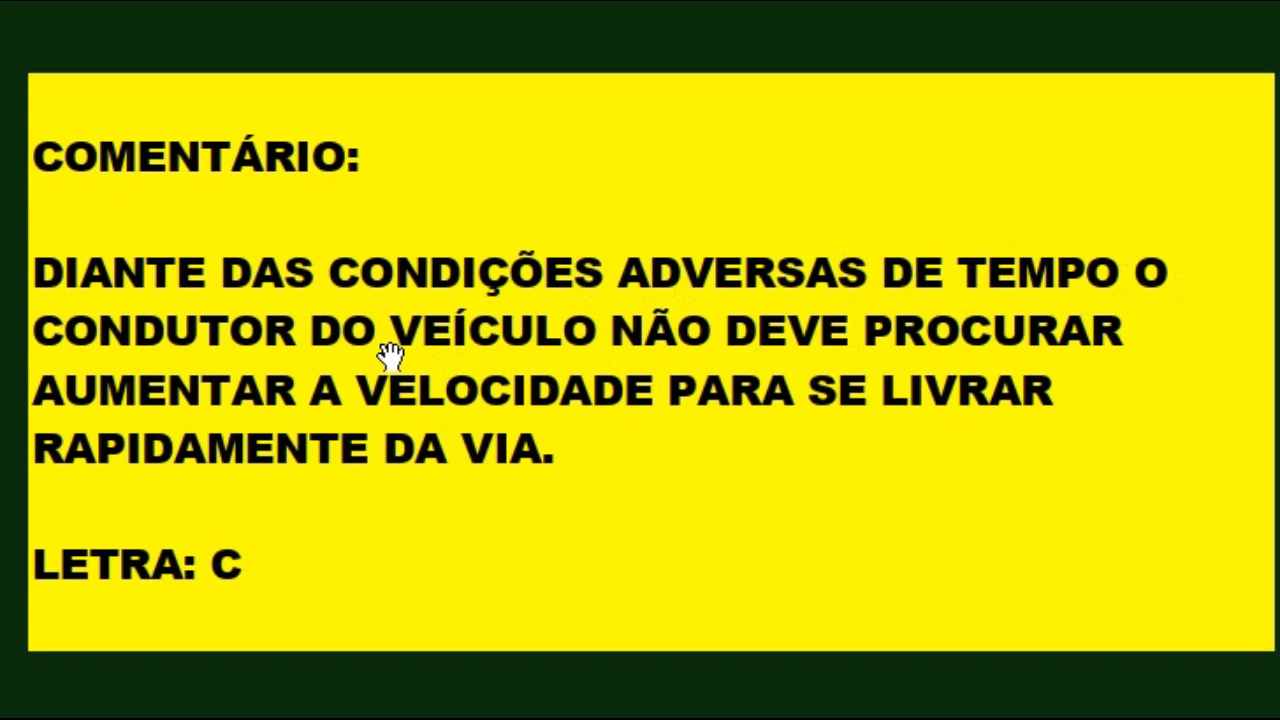 COMENTÁRIO:
DIANTE DAS CONDIÇÕES ADVERSAS DE TEMPO O
CONDUTOR DO VEÍCULO NÃO DEVE PROCURAR
AUMENTAR A VELOCIDADE PARA SE LIVRAR
RAPIDAMENTE DA VIA.
LETRA: C